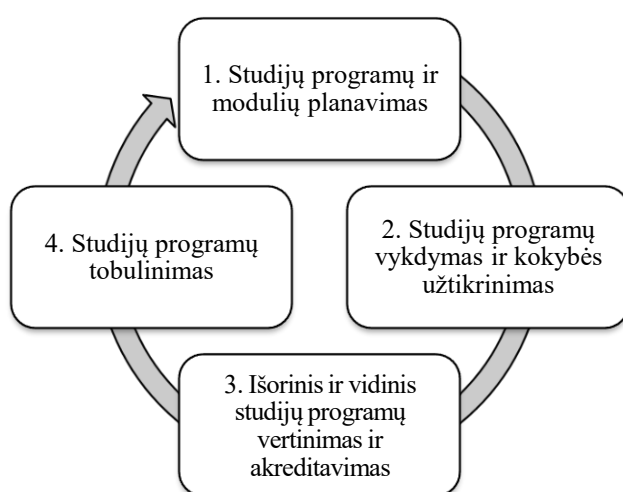 1. Studijų programų ir
modulių planavimas
2. Studijų programų
vykdymas ir kokybės
užtikrinimas
3. Išorinis ir vidinis
studijų programų
vertinimas ir
akreditavimas
4. Studijų programų
tobulinimas